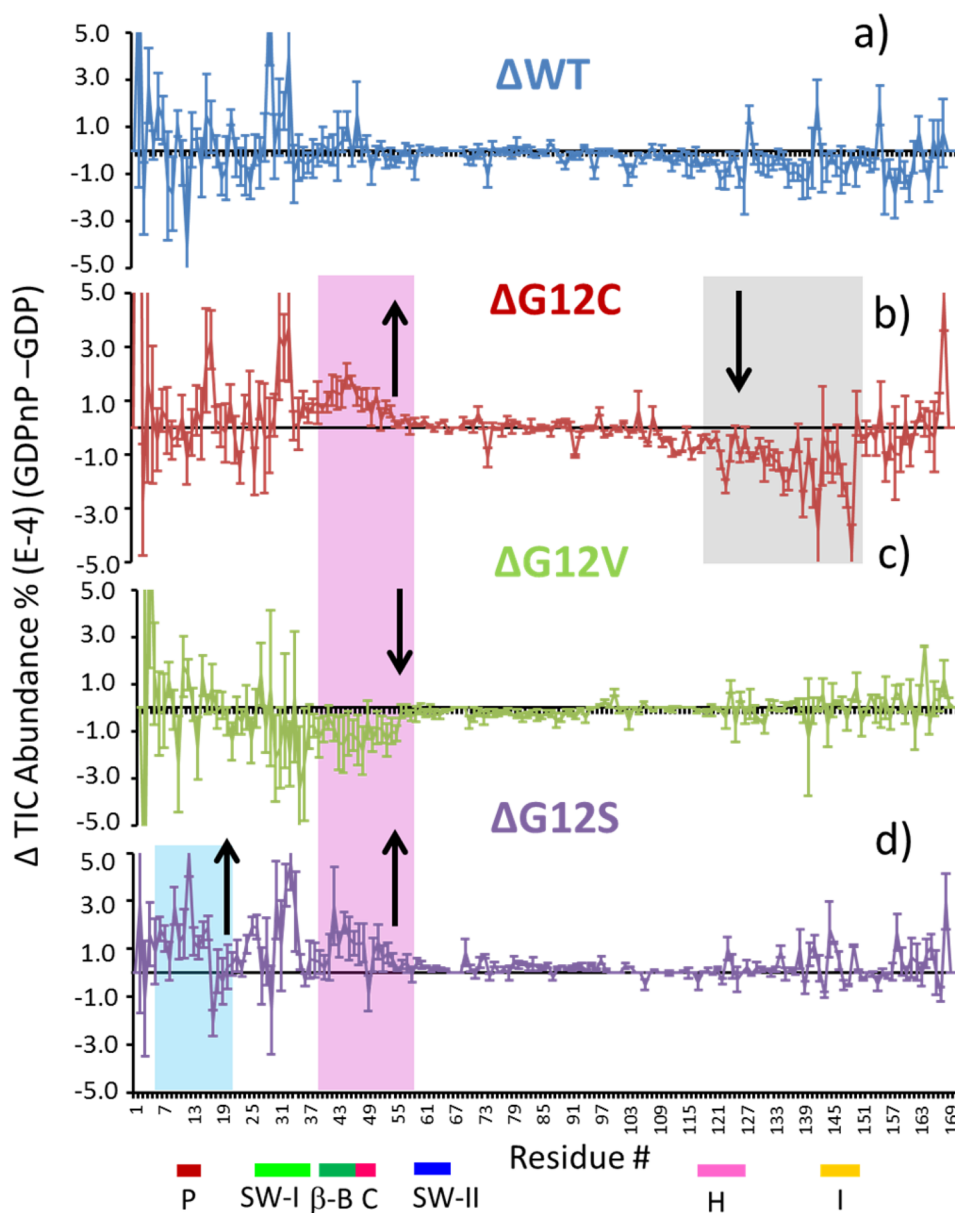 Δ TIC Abundance % (E-4) (GDPnP –GDP)
a)
ΔWT
5.0
3.0
1.0
-1.0
-3.0
-5.0
b)
ΔG12C
5.0
3.0
1.0
-1.0
-3.0
-5.0
c)
ΔG12V
5.0
3.0
1.0
-1.0
-3.0
-5.0
d)
ΔG12S
5.0
3.0
1.0
-1.0
-3.0
-5.0
1 7 13 19 25 31 37 43 49 55 61 67 73 79 85 91 97 103 109 115 121 127 133 139 145 151 157 163 169
Residue #
P SW-I β-B C SW-II H I